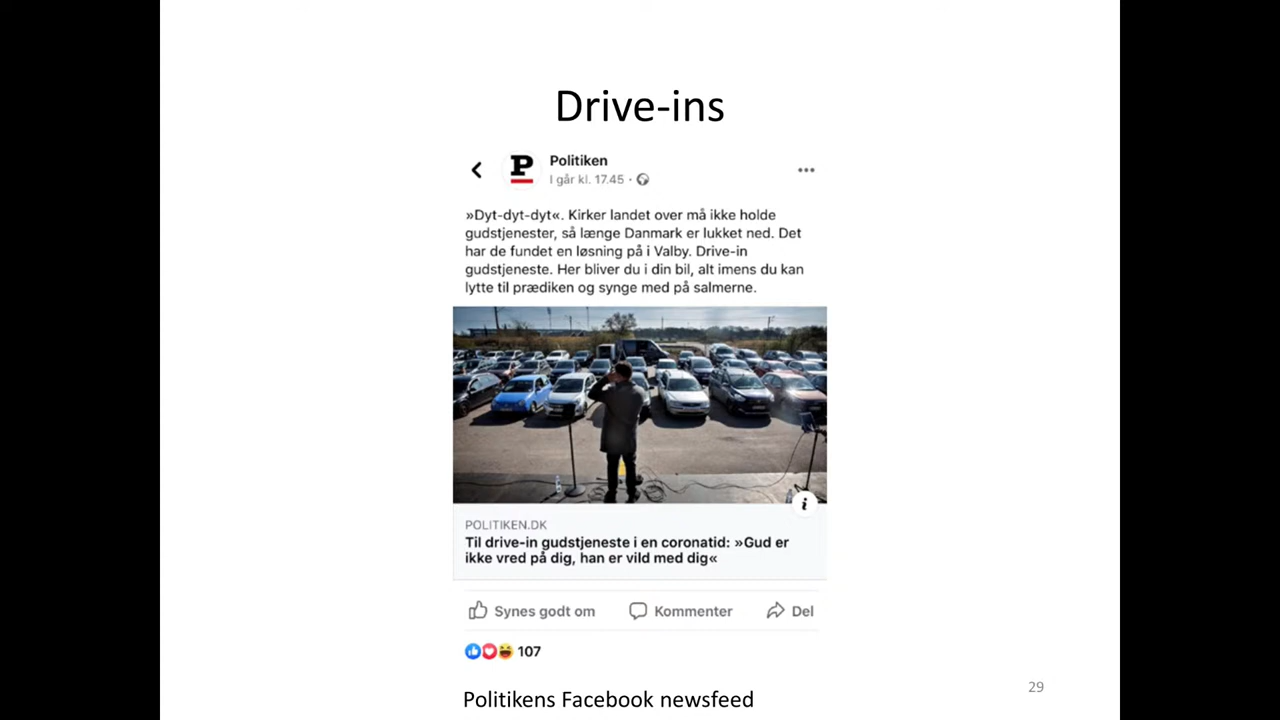 Drive-ins
P
Politiken
I går kl. 17.45 ·
»Dyt-dyt-dyt«. Kirker landet over må ikke holde
gudstjenester, så længe Danmark er lukket ned. Det
har de fundet en løsning på i Valby. Drive-in
gudstjeneste. Her bliver du i din bil, alt imens du kan
lytte til prædiken og synge med på salmerne.
i
POLITIKEN.DK
Til drive-in gudstjeneste i en coronatid: »Gud er
ikke vred på dig, han er vild med dig«
Synes godt om Kommenter Del
107
Politikens Facebook newsfeed
29